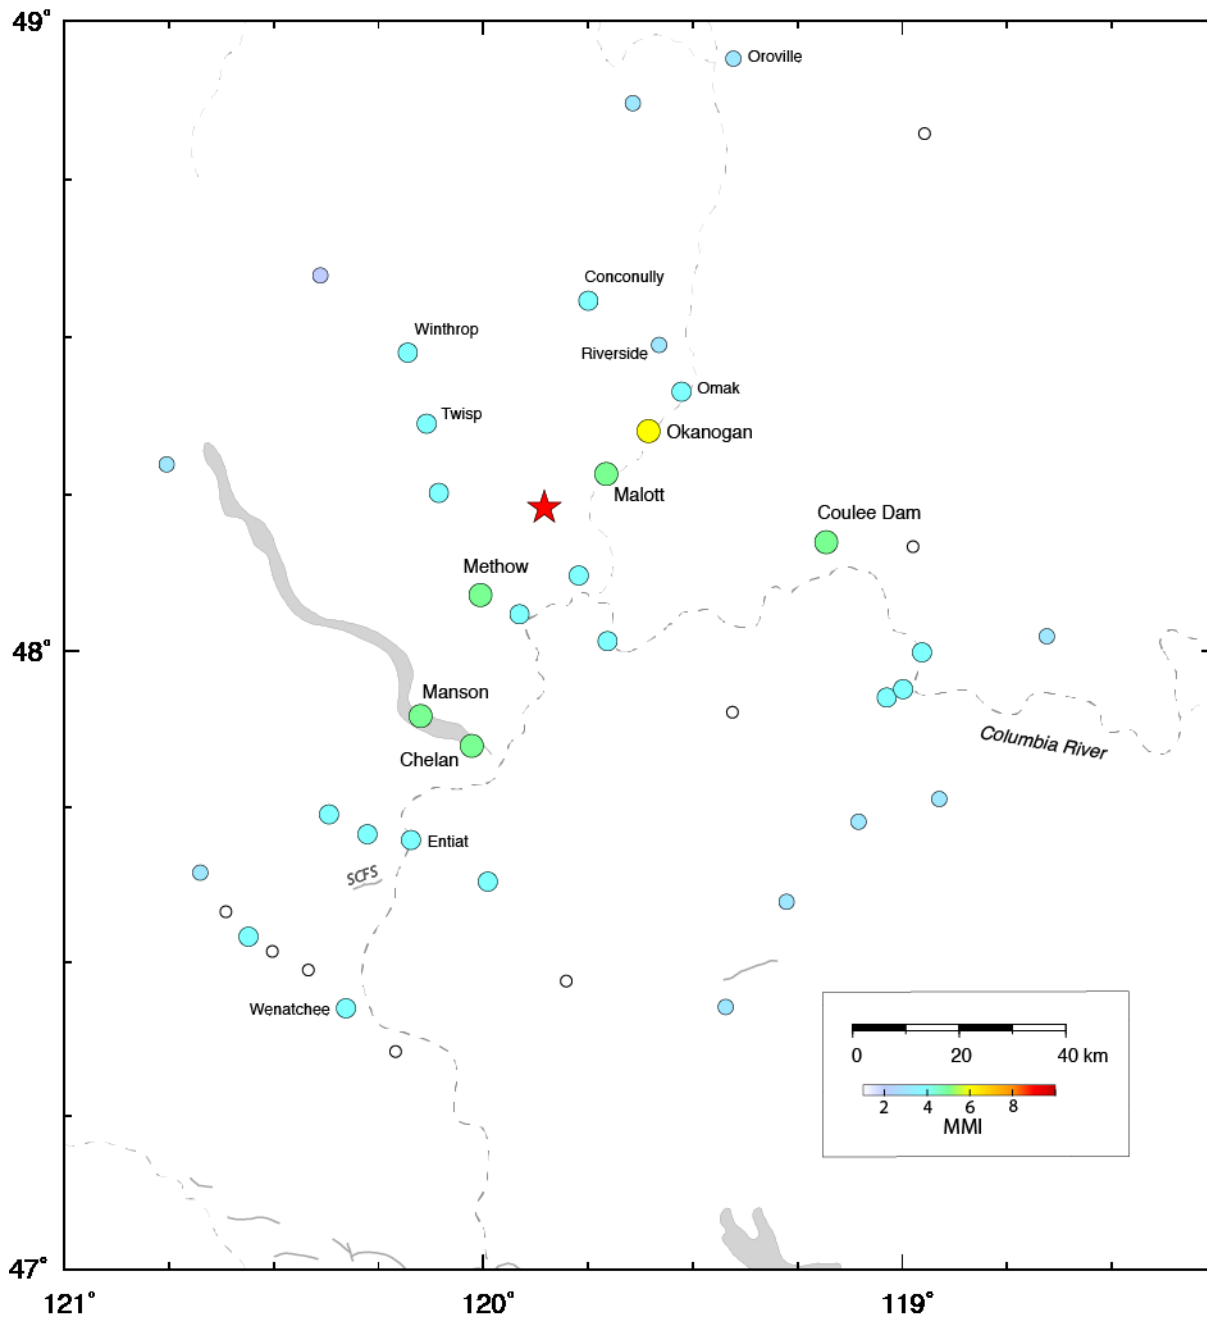 49°
Oroville
Conconully
Winthrop
Riverside
Omak
Twisp
Okanogan
Malott
Coulee Dam
Methow
48°
Manson
Columbia River
Chelan
Entiat
SCFS
Wenatchee
0 20 40 km
2 4 6 8
MMI
47°
121° 120° 119°